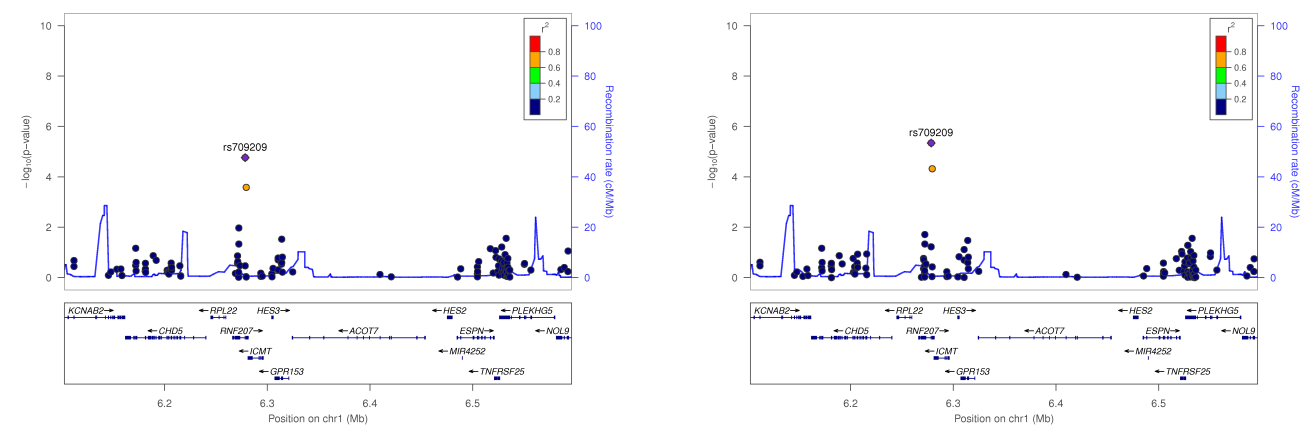 10
8
6
4
2
0
−log10(p−value)
100
80
60
40
20
0
Recombination rate (cM/Mb)
r2
0.8
0.6
0.4
0.2
rs709209
KCNAB2 RPL22 HES3 HES2 PLEKHG5
CHD5 RNF207 ACOT7 ESPN NOL9
ICMT MIR4252
GPR153 TNFRSF25
6.2 6.3 6.4 6.5
Position on chr1 (Mb)
10
8
6
4
2
0
−log10(p−value)
100
80
60
40
20
0
Recombination rate (cM/Mb)
r2
0.8
0.6
0.4
0.2
rs709209
KCNAB2 RPL22 HES3 HES2 PLEKHG5
CHD5 RNF207 ACOT7 ESPN NOL9
ICMT MIR4252
GPR153 TNFRSF25
6.2 6.3 6.4 6.5
Position on chr1 (Mb)